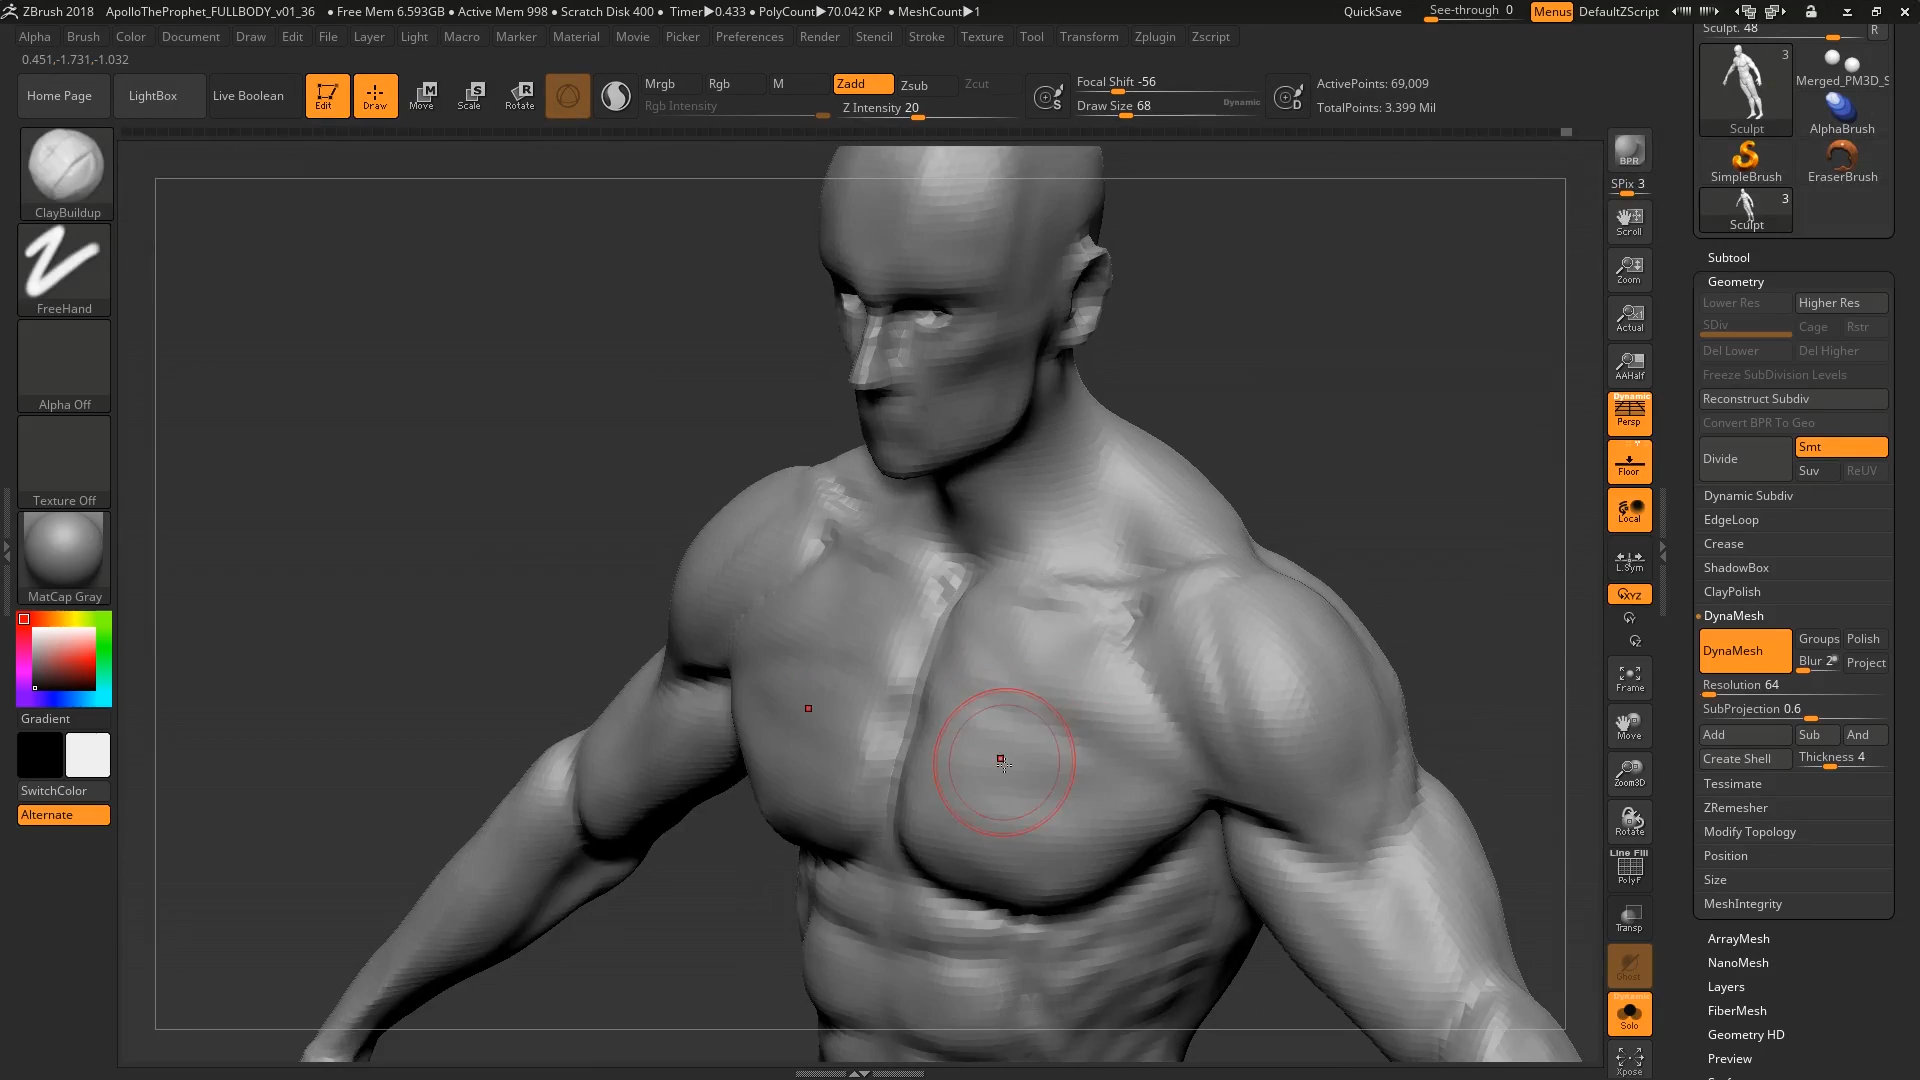 ZBrush 2018 ApolloTheProphet_FULLBODY_v01_36 • Free Mem 6.593GB • Active Mem 998 • Scratch Disk 400 • Timer▶0.433 • PolyCount▶70.042 KP • MeshCount▶1 QuickSave See-through 0 Menus DefaultZScript
Alpha Brush Color Document Draw Edit File Layer Light Macro Marker Material Movie Picker Preferences Render Stencil Stroke Texture Tool Transform Zplugin Zscript
0.451,-1.731,-1.032
Home Page LightBox Live Boolean Edit Draw Move Scale Rotate
M S R
Mrgb Rgb M Zadd Zsub Zcut
Rgb Intensity Z Intensity 20
S Focal Shift -56
Draw Size 68 Dynamic D
ActivePoints: 69,009
TotalPoints: 3.399 Mil
ClayBuildup
FreeHand
Alpha Off
Texture Off
MatCap Gray
Gradient
SwitchColor
Alternate
BPR
SPix 3
Scroll
Zoom
Actual
AAHalf
Dynamic
Persp
Floor
Local
L.Sym
XYZ
Y
Z
Frame
Move
Zoom3D
Rotate
Line Fill
PolyF
Transp
Ghost
Dynamic
Solo
Xpose
Sculpt. 48 R
3
Merged_PM3D_S
Sculpt AlphaBrush
SimpleBrush EraserBrush
3
Sculpt
Subtool
Geometry
Lower Res Higher Res
SDiv Cage Rstr
Del Lower Del Higher
Freeze SubDivision Levels
Reconstruct Subdiv
Convert BPR To Geo
Divide Smt
Suv ReUV
Dynamic Subdiv
EdgeLoop
Crease
ShadowBox
ClayPolish
DynaMesh
DynaMesh Groups Polish
Blur 2 Project
Resolution 64
SubProjection 0.6
Add Sub And
Create Shell Thickness 4
Tessimate
ZRemesher
Modify Topology
Position
Size
MeshIntegrity
ArrayMesh
NanoMesh
Layers
FiberMesh
Geometry HD
Preview